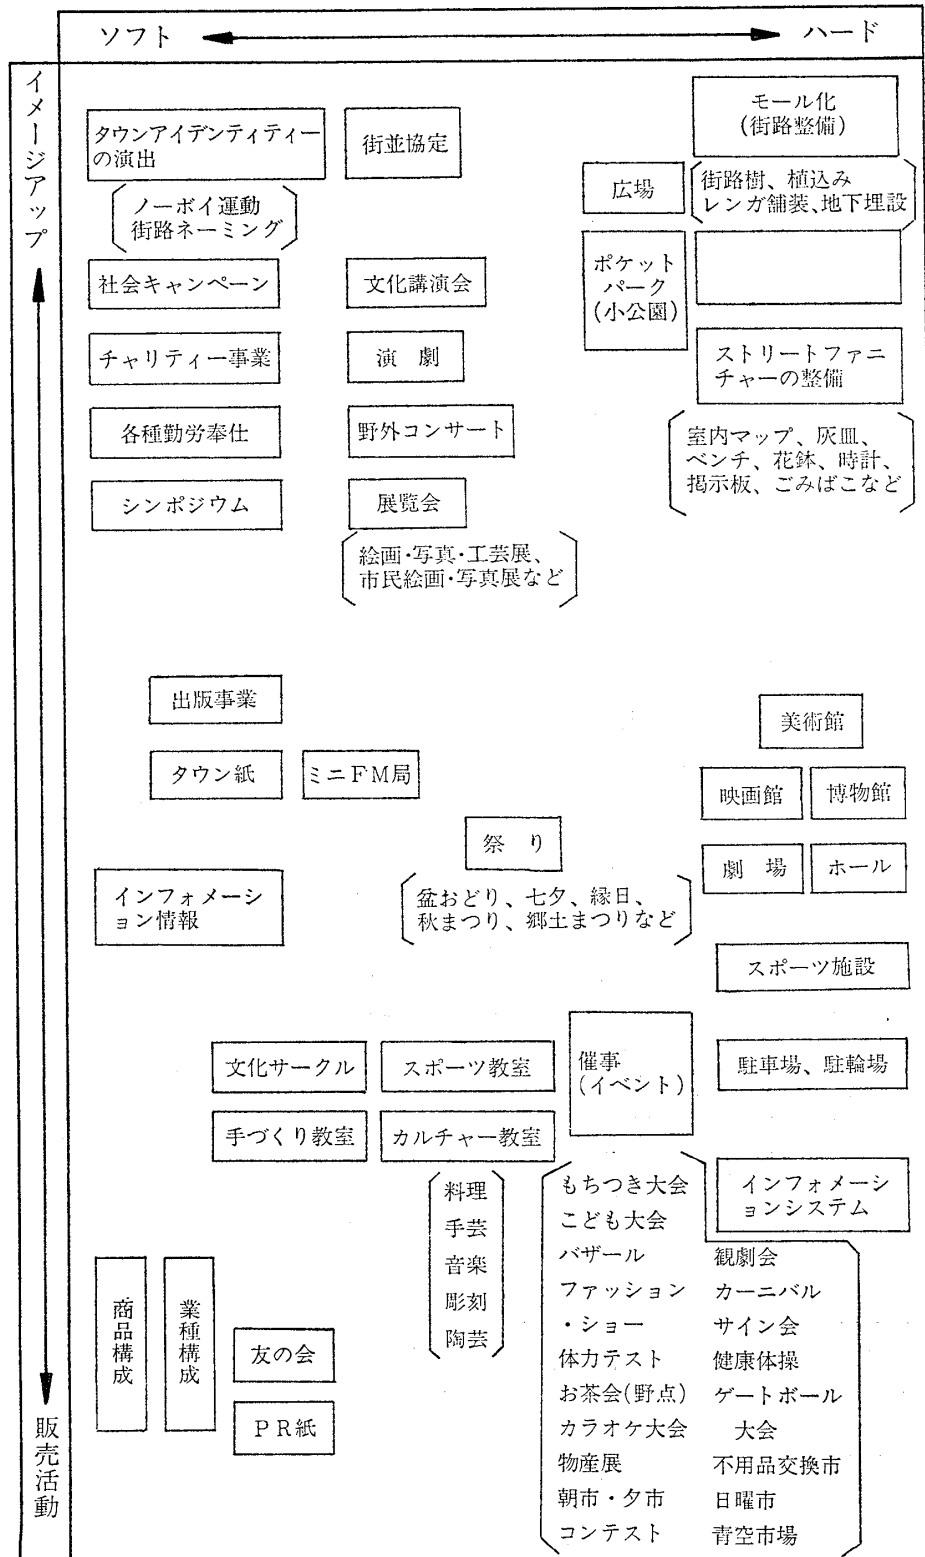 ソフト ハード
イメージアップ
モール化
(街路整備)
タウンアイデンティティー
の演出
街並協定
広場
街路樹、植込み
レンガ舗装、地下埋設
ノーボイ運動
街路ネーミング
ポケット
パーク
(小公園)
社会キャンペーン
文化講演会
チャリティー事業
演 劇
ストリートファニ
チャーの整備
各種勤労奉仕
野外コンサート
室内マップ、灰皿、
ベンチ、花鉢、時計、
掲示板、ごみばこなど
シンポジウム
展覧会
絵画・写真・工芸展、
市民絵画・写真展など
出版事業
美術館
タウン紙
ミニFM局
映画館
博物館
祭 り
劇 場
ホール
インフォメーシ
ョン情報
盆おどり、七夕、縁日、
秋まつり、郷土まつりなど
スポーツ施設
文化サークル
スポーツ教室
催事
(イベント)
駐車場、駐輪場
手づくり教室
カルチャー教室
料理
手芸
音楽
彫刻
陶芸
インフォメーシ
ョンシステム
もちつき大会
こども大会
バザール
ファッション
・ショー
体力テスト
お茶会(野点)
カラオケ大会
物産展
朝市・夕市
コンテスト
観劇会
カーニバル
サイン会
健康体操
ゲートボール
大会
不用品交換市
日曜市
青空市場
商品構成
業種構成
友の会
PR紙
販売活動